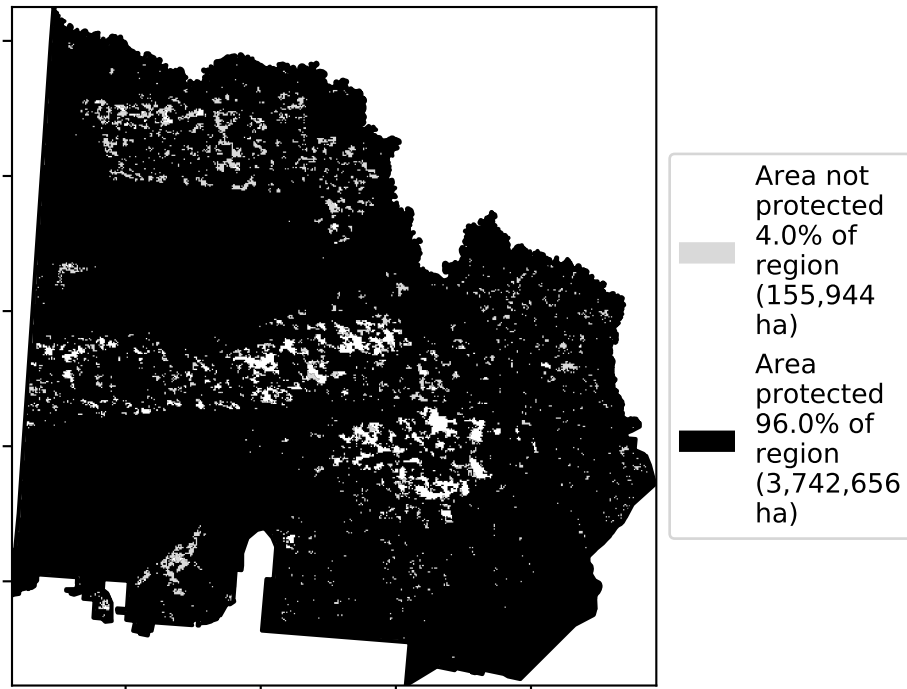 Area not
protected
4.0% of
region
(155,944
ha)
Area
protected
96.0% of
region
(3,742,656
ha)